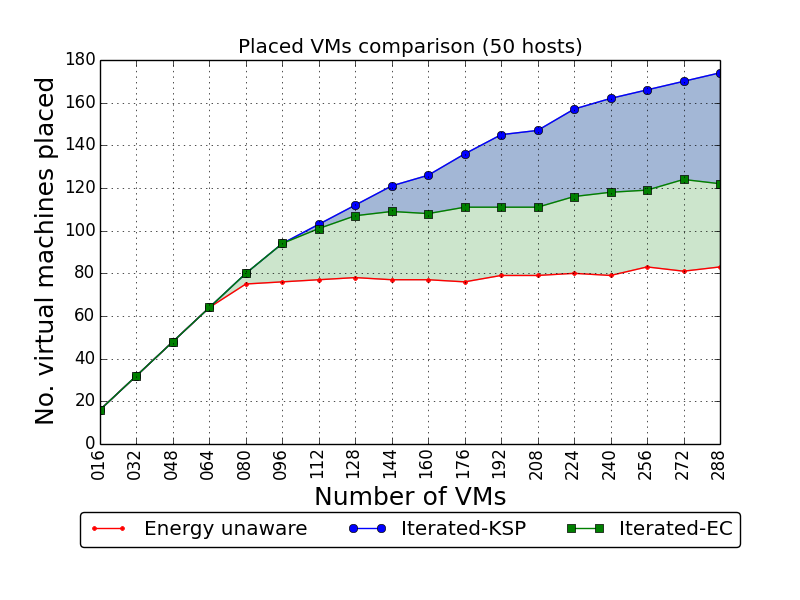 Placed VMs comparison (50 hosts)
No. virtual machines placed
180
160
140
120
100
80
60
40
20
0
016 032 048 064 080 096 112 128 144 160 176 192 208 224 240 256 272 288
Number of VMs
Energy unaware Iterated-KSP Iterated-EC